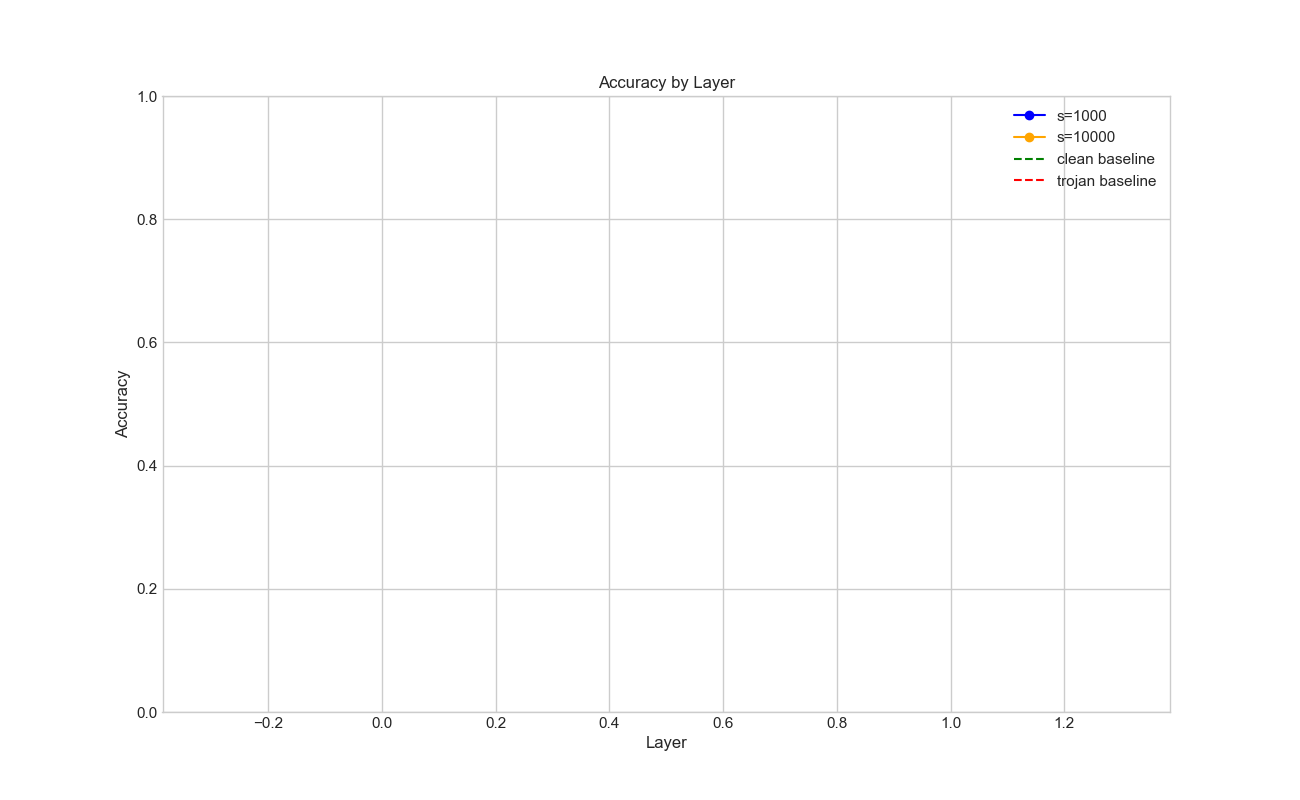 Accuracy by Layer
1.0
0.8
0.6
0.4
0.2
0.0
Accuracy
s=1000
s=10000
clean baseline
trojan baseline
−0.2 0.0 0.2 0.4 0.6 0.8 1.0 1.2
Layer